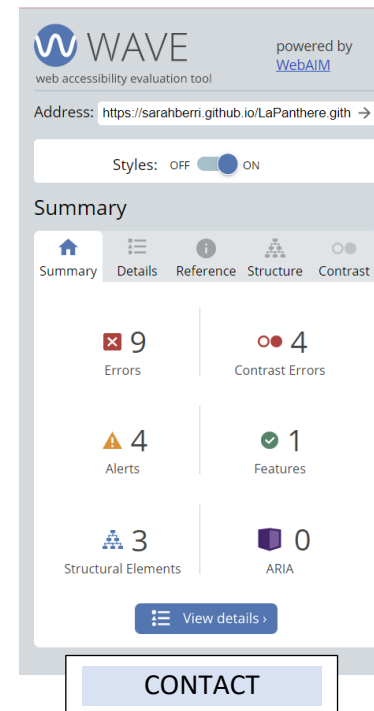 WAVE
web accessibility evaluation tool
powered by
WebAIM
Address: https://sarahberri.github.io/LaPanthere.gith →
Styles: OFF ON
Summary
Summary Details Reference Structure Contrast
9
Errors
4
Contrast Errors
4
Alerts
1
Features
3
Structural Elements
0
ARIA
View details ›
CONTACT